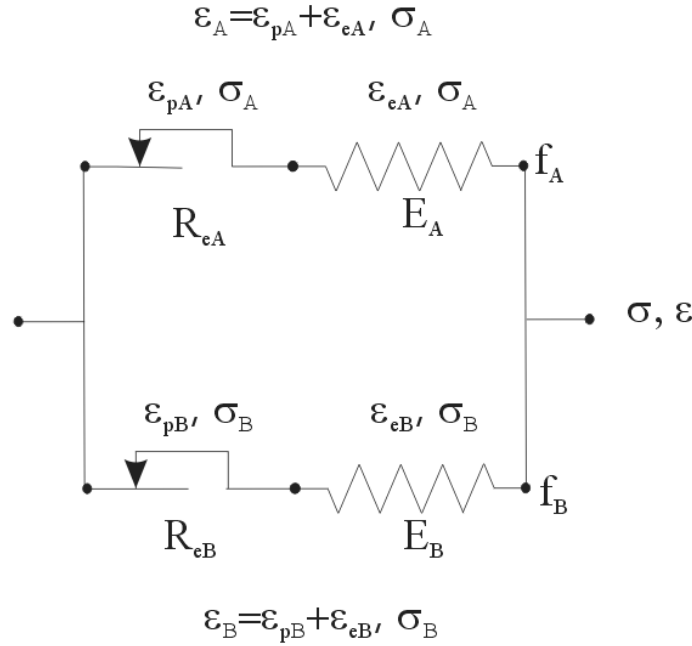 εA=εpA+εeA, σA
εpA, σA εeA, σA
fA
ReA EA
σ, ε
εpB, σB εeB, σB
fB
ReB EB
εB=εpB+εeB, σB